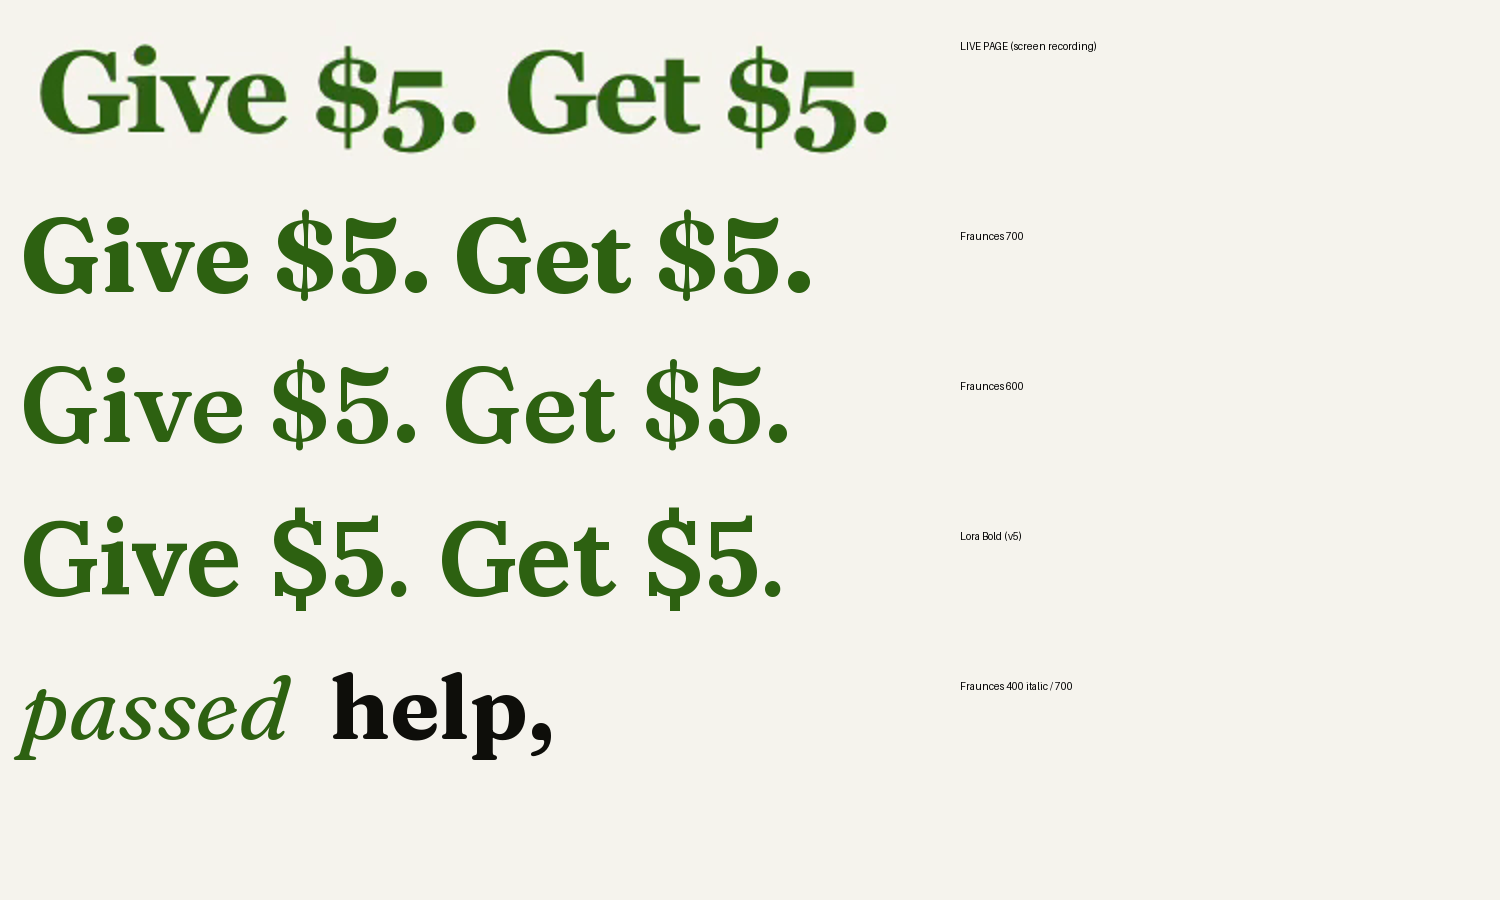 Give $5. Get $5. LIVE PAGE (screen recording)
Give $5. Get $5. Fraunces 700
Give $5. Get $5. Fraunces 600
Give $5. Get $5. Lora Bold (v5)
passed help, Fraunces 400 italic / 700